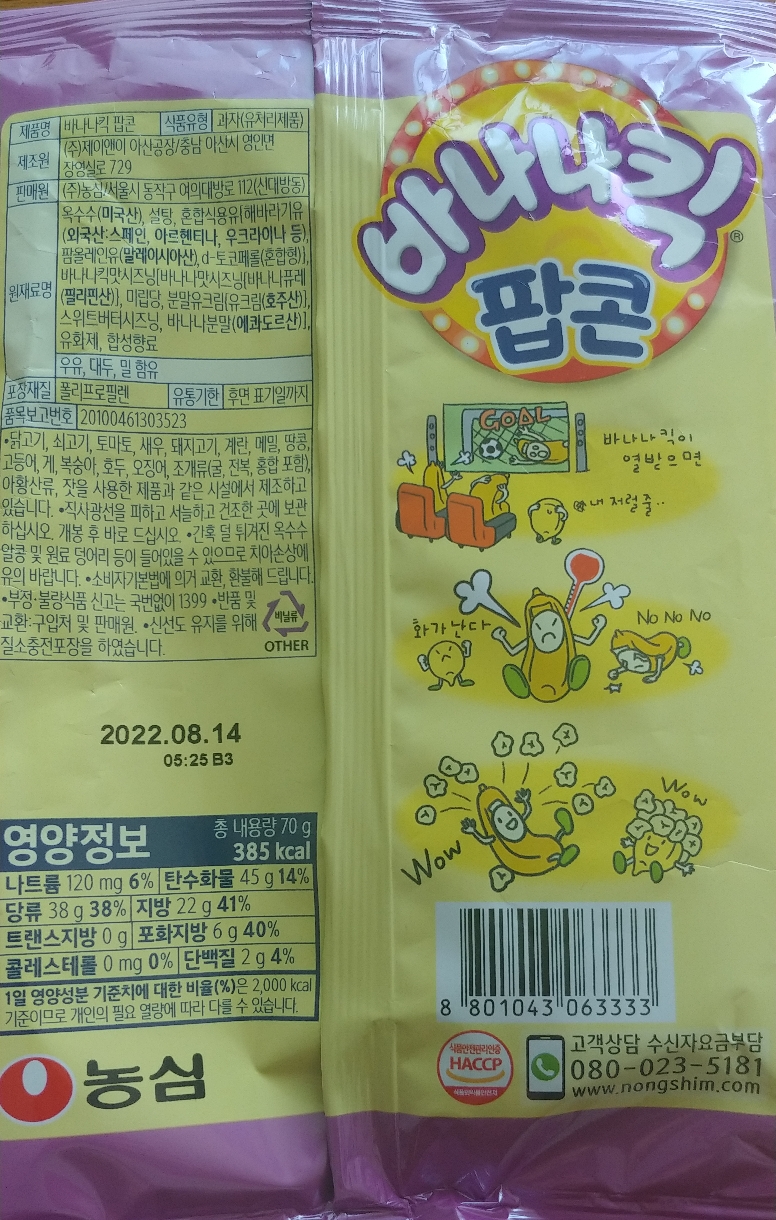 제품명 바나나킥 팝콘 식품유형 과자(유처리제품)
제조원 (주)제이앤이 아산공장/충남 아산시 영인면
장영실로 729
판매원 (주)농심/서울시 동작구 여의대방로 112(신대방동)
원재료명 옥수수(미국산), 설탕, 혼합식용유[해바라기유
(외국산:스페인, 아르헨티나, 우크라이나 등),
팜올레인유(말레이시아산), d-토코페롤(혼합형)],
바나나킥맛시즈닝[바나나맛시즈닝{바나나퓨레
(필리핀산)}, 미립당, 분말유크림{유크림(호주산)},
스위트버터시즈닝, 바나나분말(에콰도르산)],
유화제, 합성향료
우유, 대두, 밀 함유
포장재질 폴리프로필렌 유통기한 후면 표기일까지
품목보고번호 20100461303523
•닭고기, 쇠고기, 토마토, 새우, 돼지고기, 계란, 메밀, 땅콩,
고등어, 게, 복숭아, 호두, 오징어, 조개류(굴, 전복, 홍합 포함),
아황산류, 잣을 사용한 제품과 같은 시설에서 제조하고
있습니다. •직사광선을 피하고 서늘하고 건조한 곳에 보관
하십시오. 개봉 후 바로 드십시오. •간혹 덜 튀겨진 옥수수
알콩 및 원료 덩어리 등이 들어있을 수 있으므로 치아손상에
유의 바랍니다. •소비자기본법에 의거 교환, 환불해 드립니다.
•부정·불량식품 신고는 국번없이 1399 •반품 및
교환:구입처 및 판매원. •신선도 유지를 위해
질소충전포장을 하였습니다.
비닐류
OTHER
2022.08.14
05:25 B3
영양정보 총 내용량 70 g
385 kcal
나트륨 120 mg 6% 탄수화물 45 g 14%
당류 38 g 38% 지방 22 g 41%
트랜스지방 0 g 포화지방 6 g 40%
콜레스테롤 0 mg 0% 단백질 2 g 4%
1일 영양성분 기준치에 대한 비율(%)은 2,000 kcal
기준이므로 개인의 필요 열량에 따라 다를 수 있습니다.
농심
바나나킥®
팝콘
GOAL
바나나킥이
열받으면
내 저럴줄..
화가난다
No No No
Wow
Wow
8 801043 063333
식품안전관리인증
HACCP
식품의약품안전처
고객상담 수신자요금부담
080-023-5181
www.nongshim.com